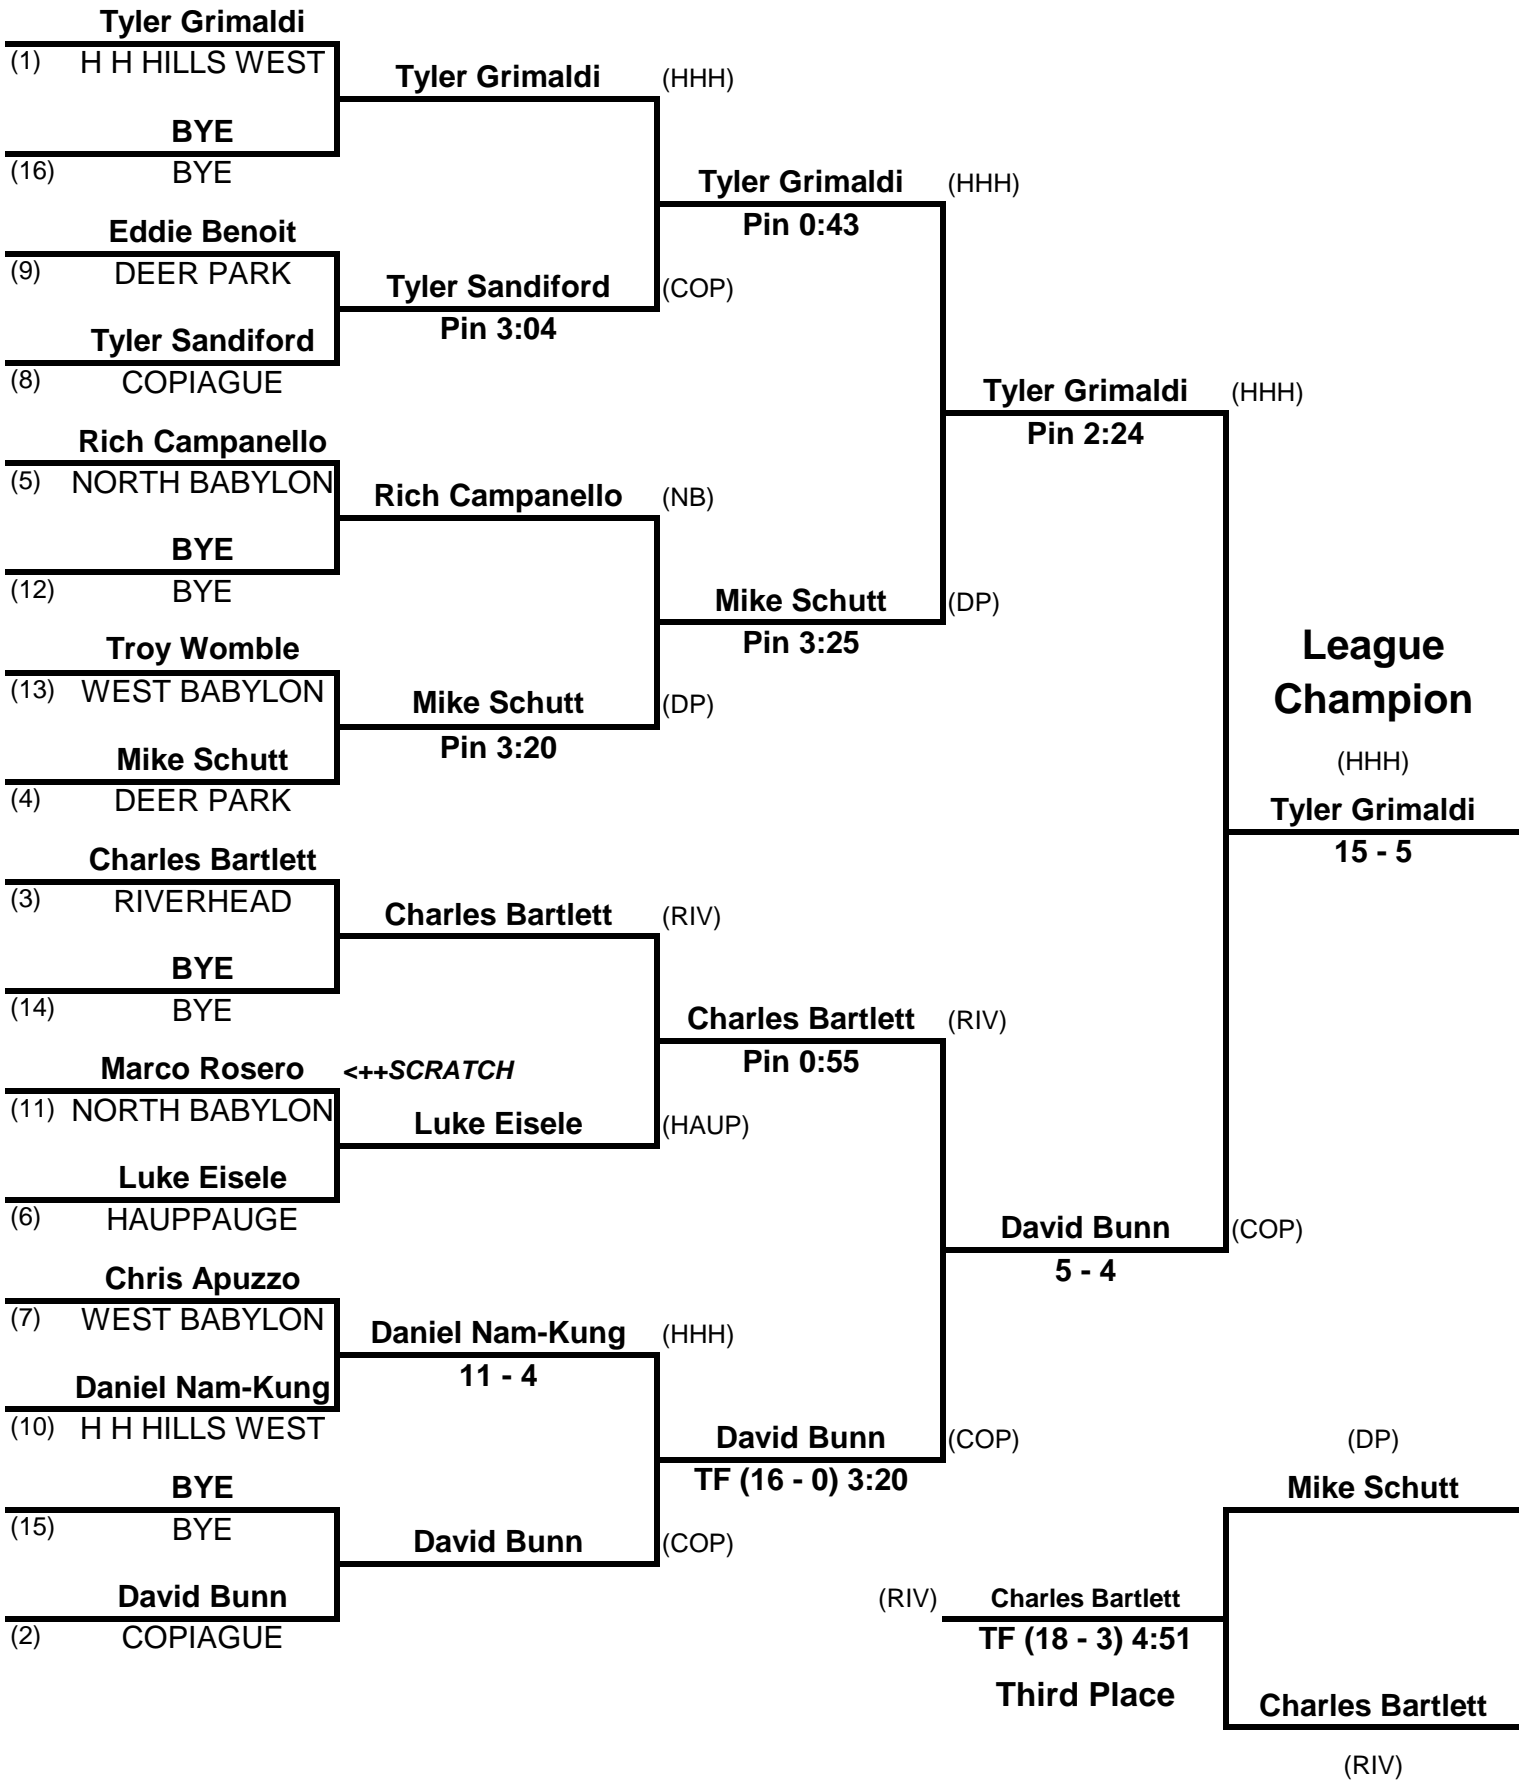 Tyler Grimaldi
(1) H H HILLS WEST
Tyler Grimaldi (HHH)
BYE
(16) BYE
Tyler Grimaldi (HHH)
Pin 0:43
Eddie Benoit
(9) DEER PARK
Tyler Sandiford (COP)
Pin 3:04
Tyler Sandiford
(8) COPIAGUE
Tyler Grimaldi (HHH)
Pin 2:24
Rich Campanello
(5) NORTH BABYLON
Rich Campanello (NB)
BYE
(12) BYE
Mike Schutt (DP)
Pin 3:25
Troy Womble
(13) WEST BABYLON
Mike Schutt (DP)
Pin 3:20
Mike Schutt
(4) DEER PARK
League
Champion
(HHH)
Tyler Grimaldi
15 - 5
Charles Bartlett
(3) RIVERHEAD
Charles Bartlett (RIV)
BYE
(14) BYE
Charles Bartlett (RIV)
Pin 0:55
Marco Rosero <++SCRATCH
(11) NORTH BABYLON
Luke Eisele (HAUP)
Luke Eisele
(6) HAUPPAUGE
David Bunn (COP)
5 - 4
Chris Apuzzo
(7) WEST BABYLON
Daniel Nam-Kung (HHH)
11 - 4
Daniel Nam-Kung
(10) H H HILLS WEST
David Bunn (COP)
TF (16 - 0) 3:20
BYE
(15) BYE
David Bunn (COP)
David Bunn
(2) COPIAGUE
(DP)
Mike Schutt
(RIV) Charles Bartlett
TF (18 - 3) 4:51
Third Place
Charles Bartlett
(RIV)